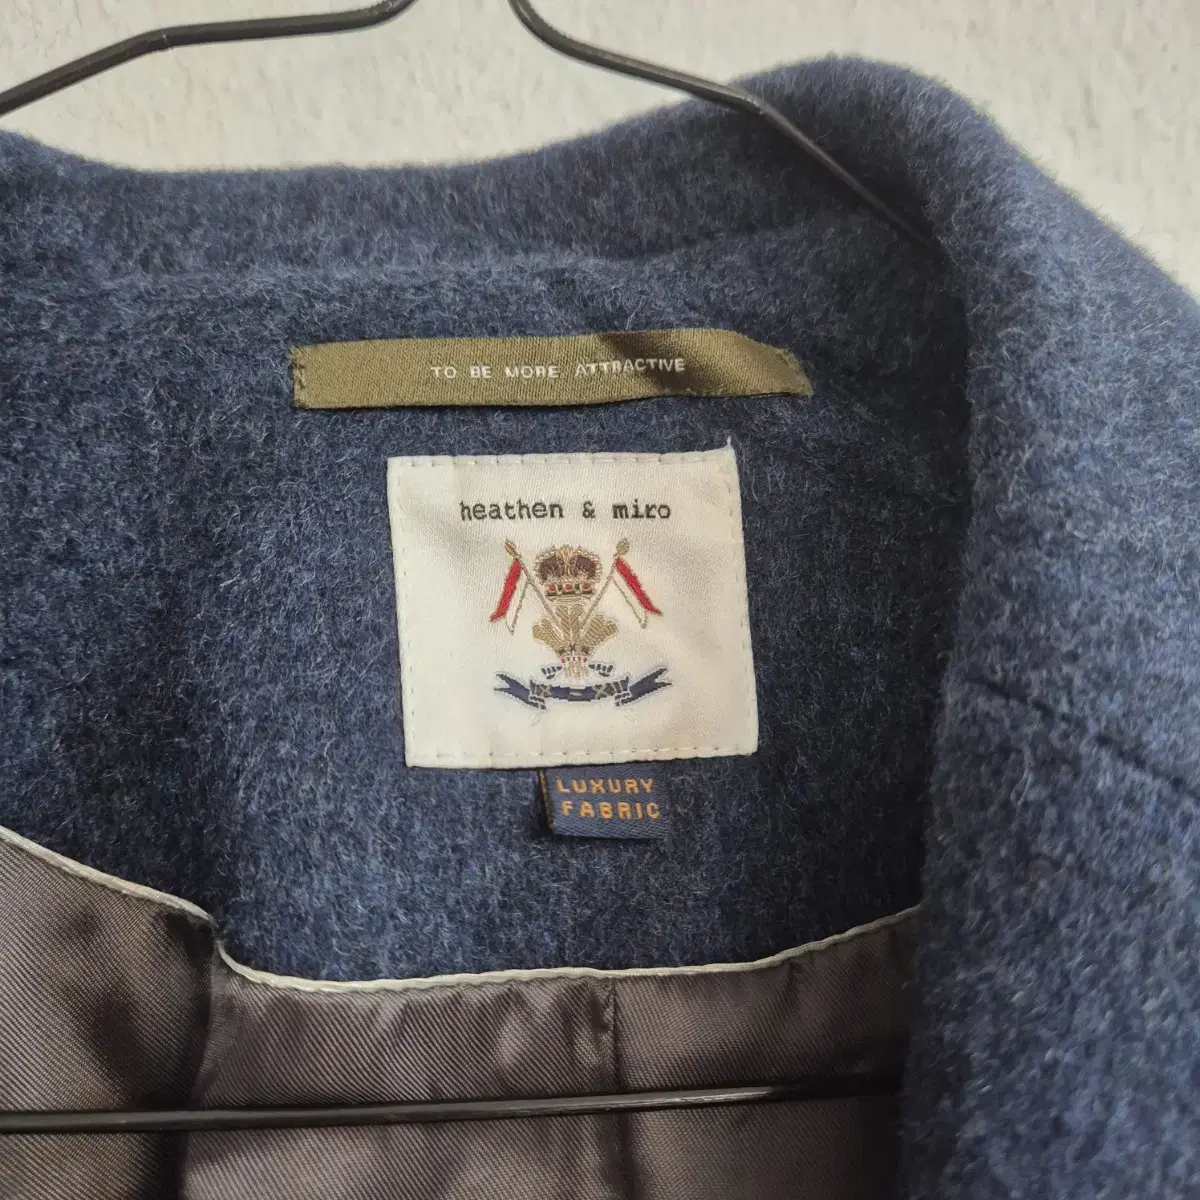 TO BE MORE ATTRACTIVE
heathen & miro
LUXURY
FABRIC